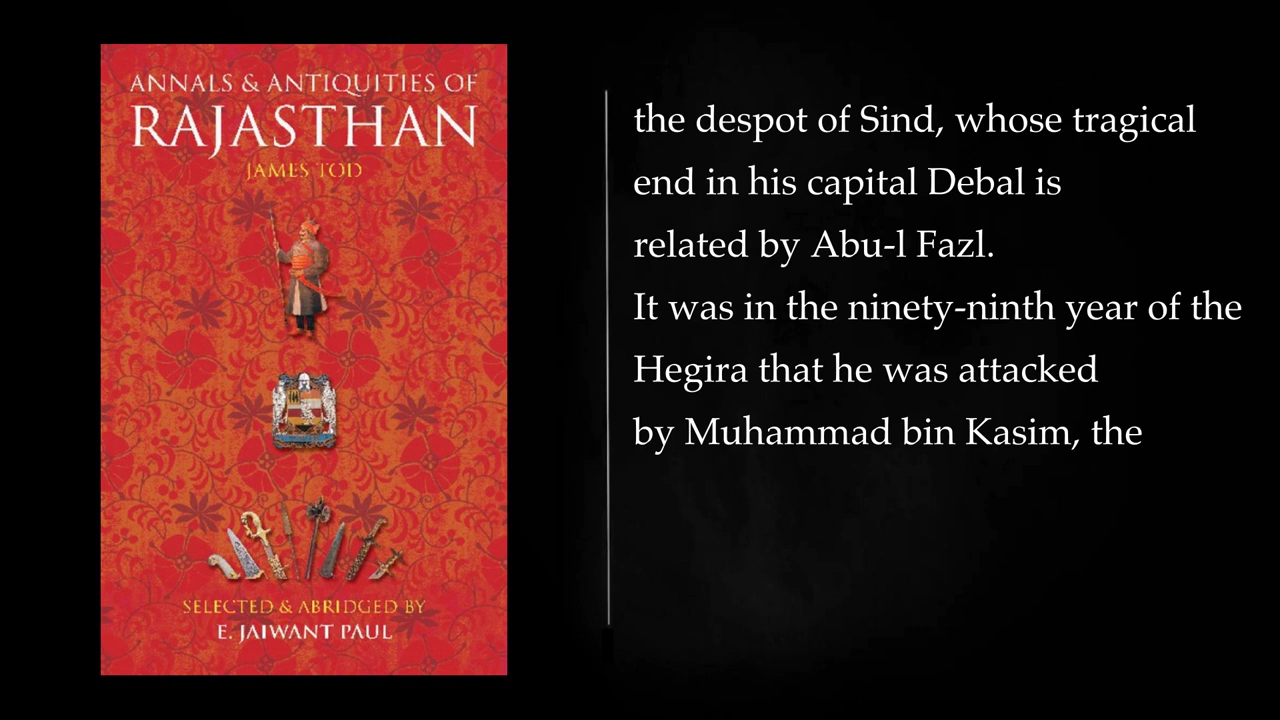 ANNALS & ANTIQUITIES OF
RAJASTHAN
JAMES TOD
SELECTED & ABRIDGED BY
E. JAIWANT PAUL
the despot of Sind, whose tragical
end in his capital Debal is
related by Abu-l Fazl.
It was in the ninety-ninth year of the
Hegira that he was attacked
by Muhammad bin Kasim, the